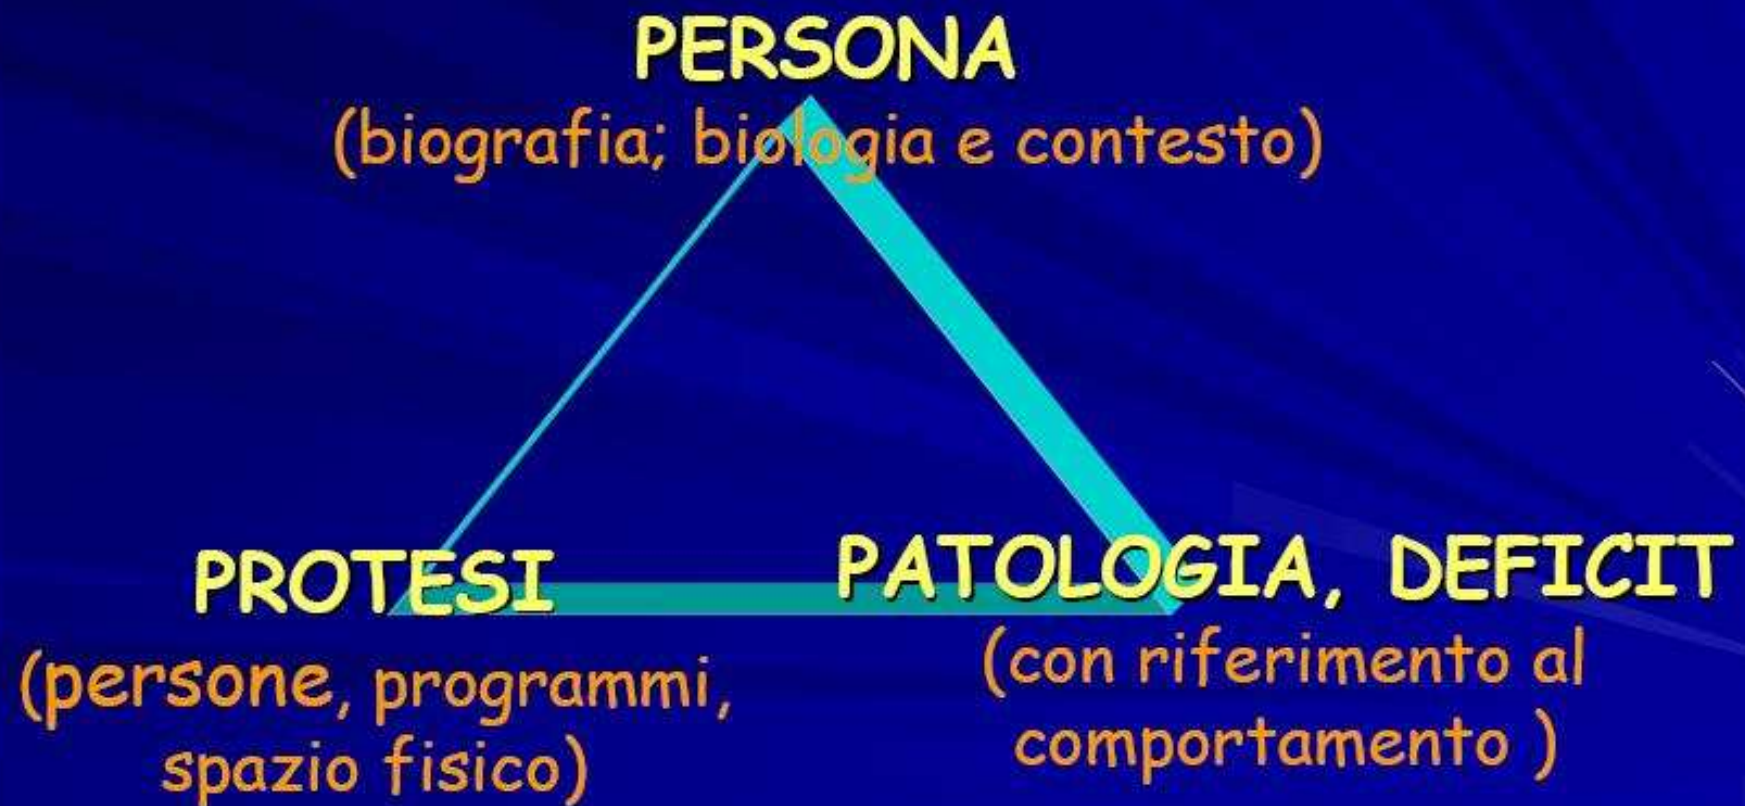 PERSONA
(biografia; biologia e contesto)
PROTESI
(persone, programmi,
spazio fisico)
PATOLOGIA, DEFICIT
(con riferimento al
comportamento )